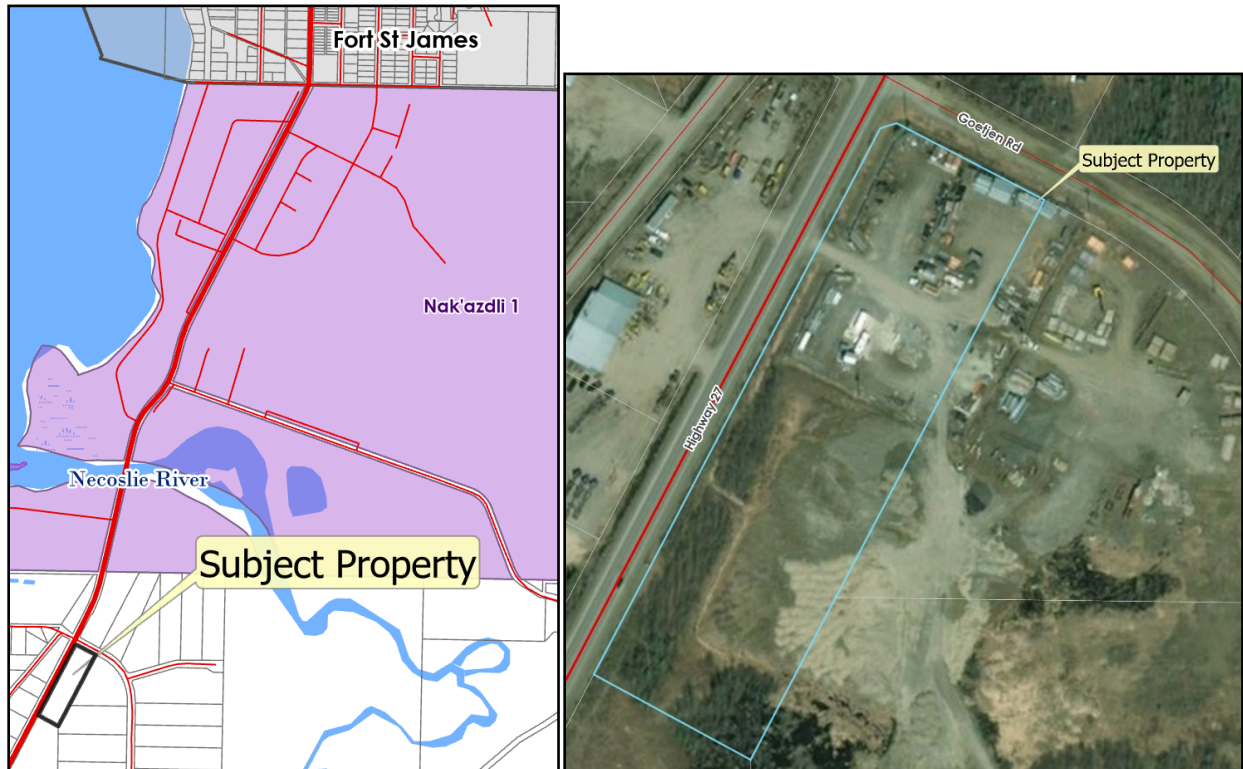 Fort St James
Nak'azdli 1
Necoslie River
Subject Property
Goetjen Rd
Subject Property
Highway 27